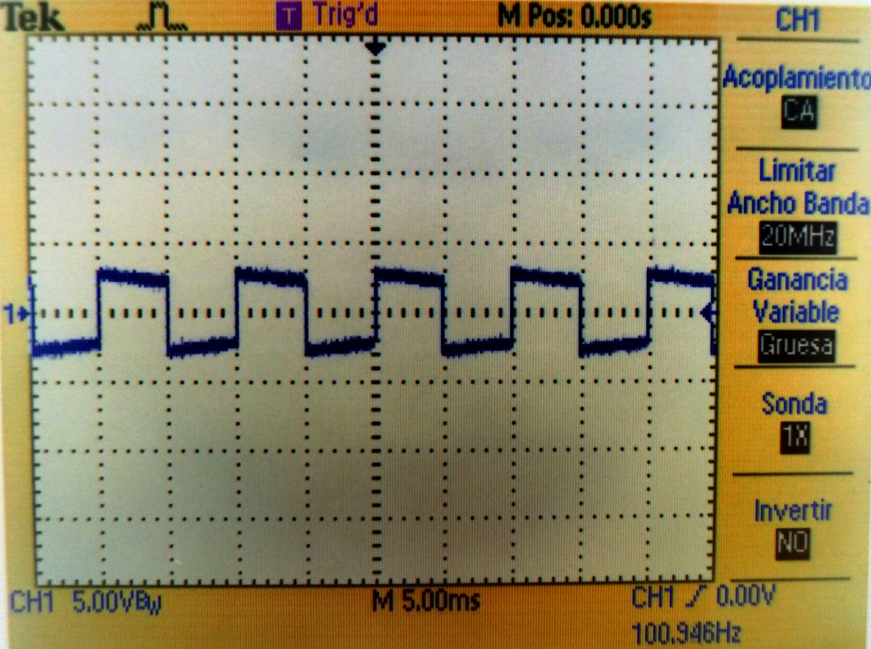 Tek T Trig'd M Pos: 0.000s CH1
Acoplamiento
CA
Limitar
Ancho Banda
20MHz
Ganancia
Variable
Gruesa
Sonda
1X
Invertir
NO
1
CH1 5.00VBW M 5.00ms CH1 0.00V
100.946Hz